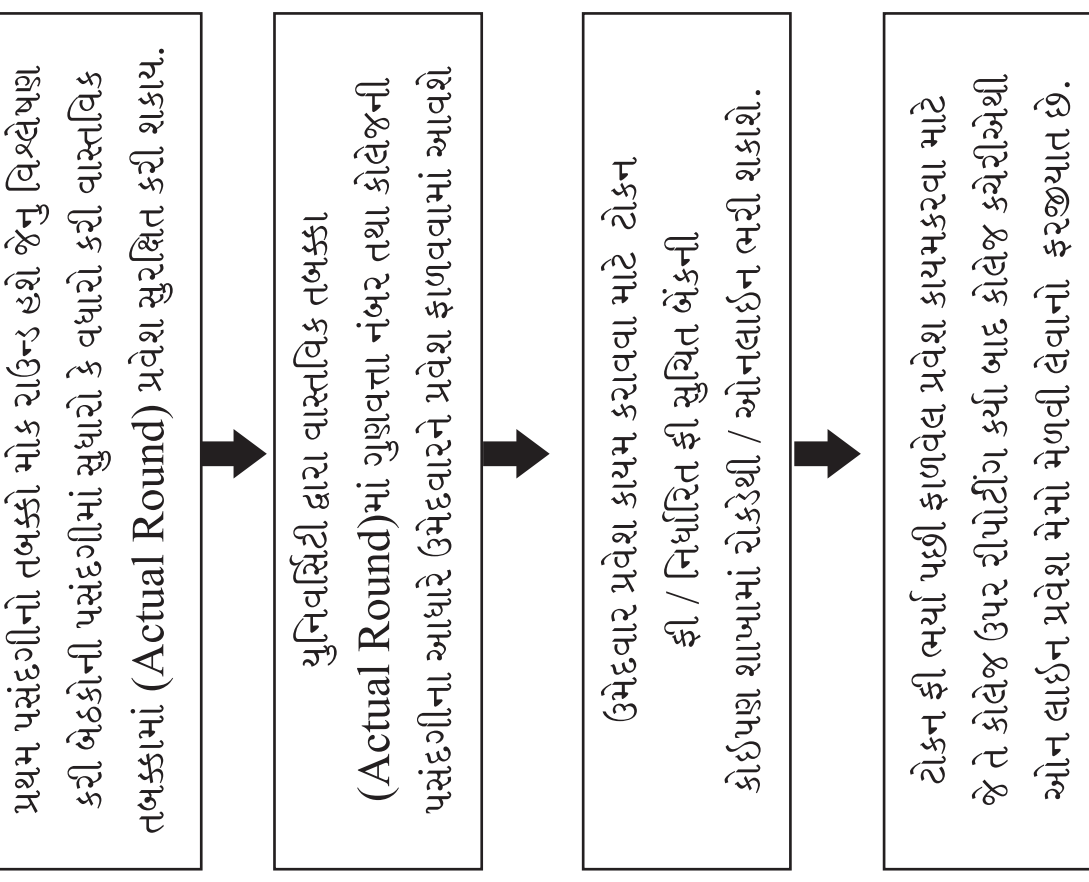 પ્રથમ પસંદગીનો તબક્કો મોક રાઉન્ડ હશે જેનુ વિશ્લેષણ
કરી બેઠકોની પસંદગીમાં સુધારો કે વધારો કરી વાસ્તવિક
તબક્કામાં (Actual Round) પ્રવેશ સુરક્ષિત કરી શકાય.
યુનિવર્સિટી દ્વારા વાસ્તવિક તબક્કા
(Actual Round)માં ગુણવત્તા નંબર તથા કોલેજની
પસંદગીના આધારે ઉમેદવારને પ્રવેશ ફાળવવામાં આવશે
ઉમેદવાર પ્રવેશ કાયમ કરાવવા માટે ટોકન
ફી / નિર્ધારિત ફી સુચિત બેંકની
કોઈપણ શાખામાં રોકડેથી / ઓનલાઈન ભરી શકાશે.
ટોકન ફી ભર્યા પછી ફાળવેલ પ્રવેશ કાયમકરવા માટે
જે તે કોલેજ ઉપર રીપોર્ટીંગ કર્યા બાદ કોલેજ કચેરીએથી
ઓન લાઈન પ્રવેશ મેમો મેળવી લેવાનો ફરજીયાત છે.